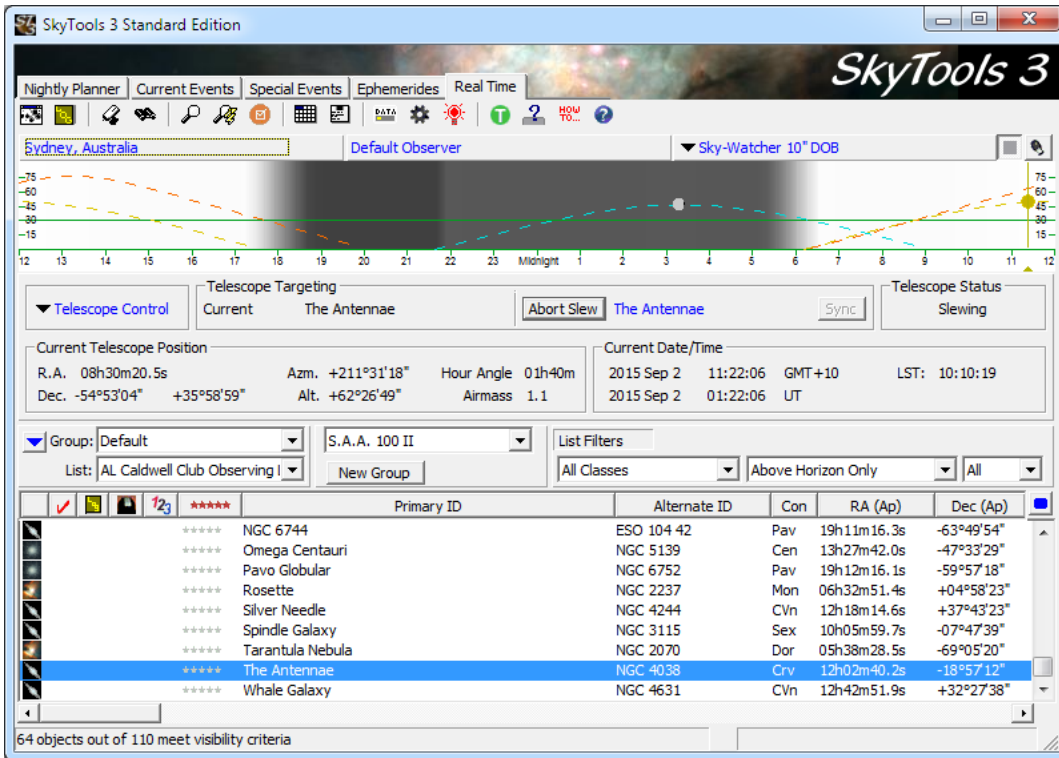 SkyTools 3 Standard Edition
SkyTools 3
Nightly Planner Current Events Special Events Ephemerides Real Time
DATA T ? HOW TO... ?
Sydney, Australia Default Observer Sky-Watcher 10" DOB
75 75
60 60
45 45
30 30
15 15
12 13 14 15 16 17 18 19 20 21 22 23 Midnight 1 2 3 4 5 6 7 8 9 10 11 12
Telescope Targeting Telescope Status
Telescope Control Current The Antennae Abort Slew The Antennae Sync Slewing
Current Telescope Position Current Date/Time
R.A. 08h30m20.5s Azm. +211°31'18" Hour Angle 01h40m 2015 Sep 2 11:22:06 GMT+10 LST: 10:10:19
Dec. -54°53'04" +35°58'59" Alt. +62°26'49" Airmass 1.1 2015 Sep 2 01:22:06 UT
Group: Default S.A.A. 100 II List Filters
List: AL Caldwell Club Observing New Group All Classes Above Horizon Only All
123 ***** Primary ID Alternate ID Con RA (Ap) Dec (Ap)
***** NGC 6744 ESO 104 42 Pav 19h11m16.3s -63°49'54"
***** Omega Centauri NGC 5139 Cen 13h27m42.0s -47°33'29"
***** Pavo Globular NGC 6752 Pav 19h12m16.1s -59°57'18"
***** Rosette NGC 2237 Mon 06h32m51.4s +04°58'23"
***** Silver Needle NGC 4244 CVn 12h18m14.6s +37°43'23"
***** Spindle Galaxy NGC 3115 Sex 10h05m59.7s -07°47'39"
***** Tarantula Nebula NGC 2070 Dor 05h38m28.5s -69°05'20"
***** The Antennae NGC 4038 Crv 12h02m40.2s -18°57'12"
***** Whale Galaxy NGC 4631 CVn 12h42m51.9s +32°27'38"
64 objects out of 110 meet visibility criteria